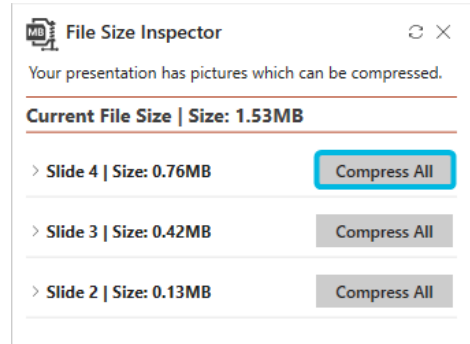 MB
File Size Inspector
Your presentation has pictures which can be compressed.
Current File Size | Size: 1.53MB
Slide 4 | Size: 0.76MB Compress All
Slide 3 | Size: 0.42MB Compress All
Slide 2 | Size: 0.13MB Compress All